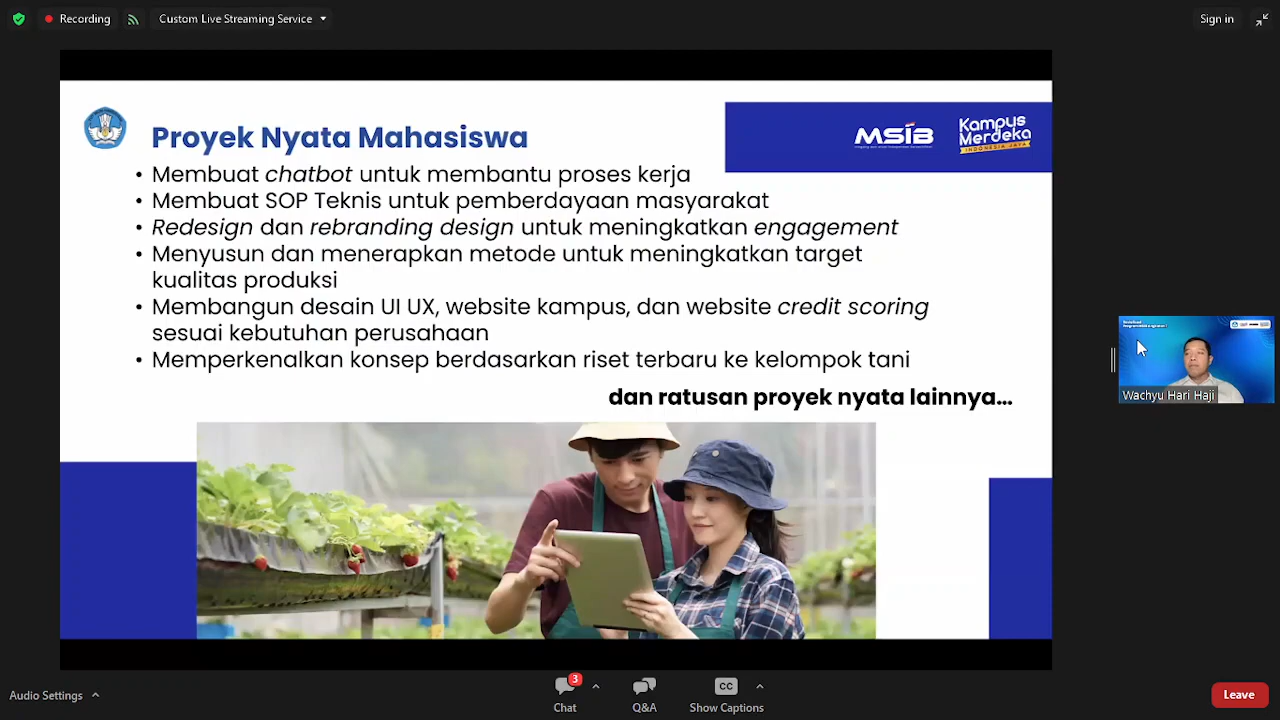 Recording
Custom Live Streaming Service
Sign in
MSIB
Kampus
Merdeka
INDONESIA JAYA
Proyek Nyata Mahasiswa
• Membuat chatbot untuk membantu proses kerja
• Membuat SOP Teknis untuk pemberdayaan masyarakat
• Redesign dan rebranding design untuk meningkatkan engagement
• Menyusun dan menerapkan metode untuk meningkatkan target
kualitas produksi
• Membangun desain UI UX, website kampus, dan website credit scoring
sesuai kebutuhan perusanaan
• Memperkenalkan konsep berdasarkan riset terbaru ke kelompok tani
dan ratusan proyek nyata lainnya...
Wachyu Hari Haji
Audio Settings
3
Chat
Q&A
CC
Show Captions
Leave